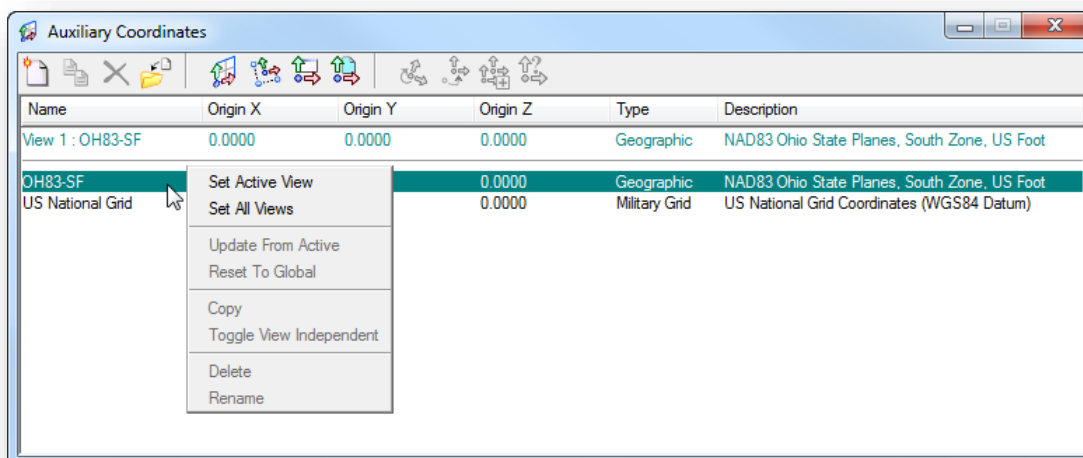 Auxiliary Coordinates
Name Origin X Origin Y Origin Z Type Description
View 1 : OH83-SF 0.0000 0.0000 0.0000 Geographic NAD83 Ohio State Planes, South Zone, US Foot
OH83-SF 0.0000 Geographic NAD83 Ohio State Planes, South Zone, US Foot
US National Grid 0.0000 Military Grid US National Grid Coordinates (WGS84 Datum)
Set Active View
Set All Views
Update From Active
Reset To Global
Copy
Toggle View Independent
Delete
Rename